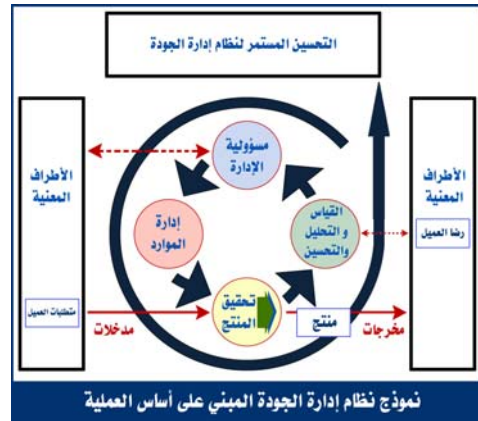 التحسين المستمر لنظام إدارة الجودة
الأطراف
المعنية
رضا العميل
مسؤولية
الإدارة
إدارة
الموارد
القياس
و التحليل
والتحسين
تحقيق
المنتج
منتج
مخرجات
الأطراف
المعنية
متطلبات العميل
مدخلات
نموذج نظام إدارة الجودة المبني على أساس العملية